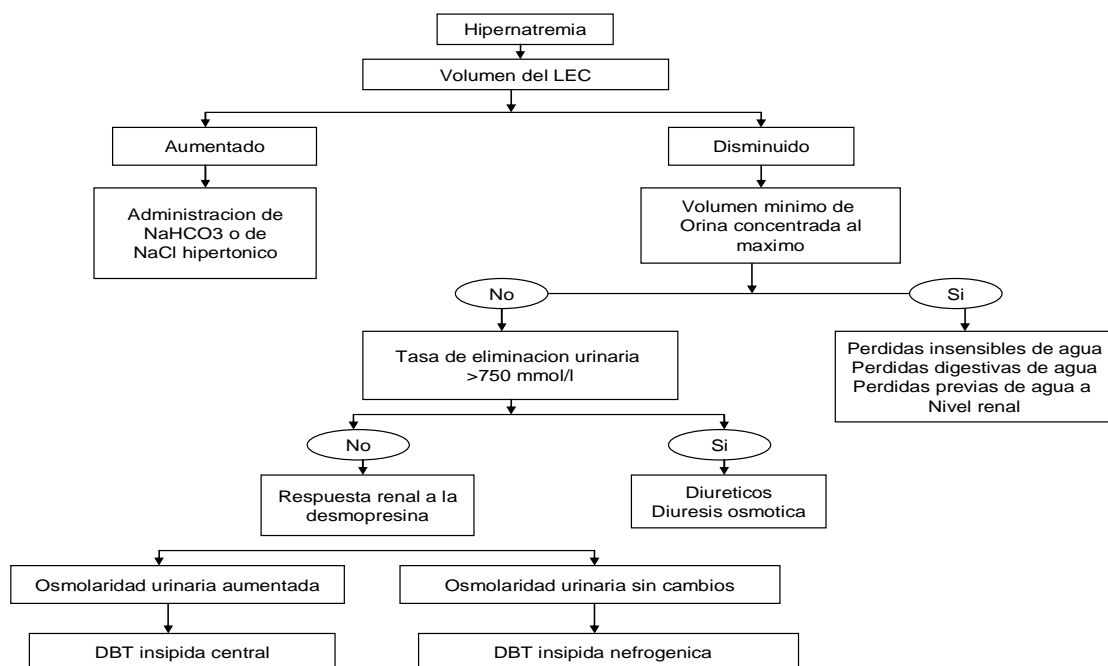 Hipernatremia
Volumen del LEC
Aumentado
Disminuido
Administracion de
NaHCO3 o de
NaCl hipertonico
Volumen minimo de
Orina concentrada al
maximo
No
Si
Tasa de eliminacion urinaria
>750 mmol/l
Perdidas insensibles de agua
Perdidas digestivas de agua
Perdidas previas de agua a
Nivel renal
No
Si
Respuesta renal a la
desmopresina
Diureticos
Diuresis osmotica
Osmolaridad urinaria aumentada
Osmolaridad urinaria sin cambios
DBT insipida central
DBT insipida nefrogenica